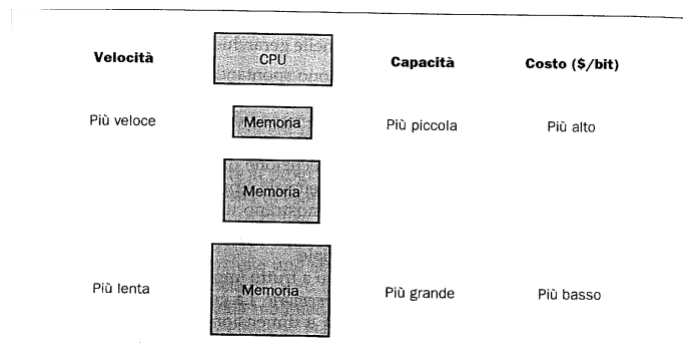 Velocità CPU Capacità Costo ($/bit)
Più veloce Memoria Più piccola Più alto
Memoria
Più lenta Memoria Più grande Più basso